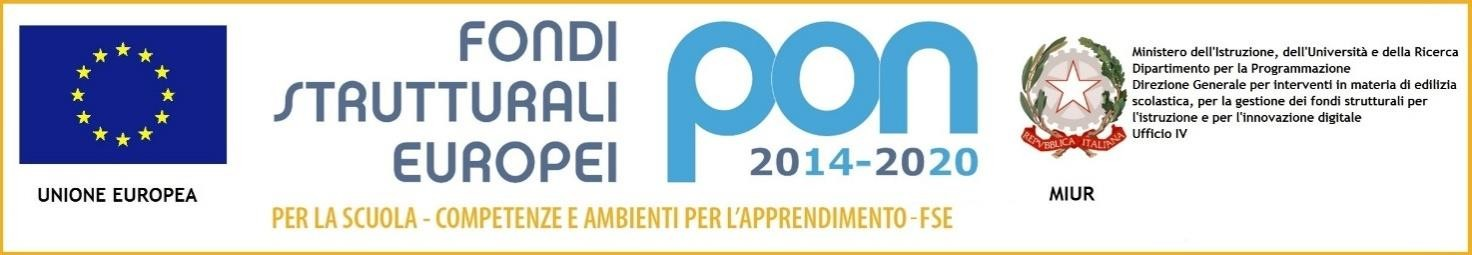 UNIONE EUROPEA
FONDI
STRUTTURALI
EUROPEI
pon
2014-2020
PER LA SCUOLA - COMPETENZE E AMBIENTI PER L'APPRENDIMENTO-FSE
REPVBBLICA ITALIANA
MIUR
Ministero dell'Istruzione, dell'Università e della Ricerca
Dipartimento per la Programmazione
Direzione Generale per interventi in materia di edilizia
scolastica, per la gestione dei fondi strutturali per
l'istruzione e per l'innovazione digitale
Ufficio IV